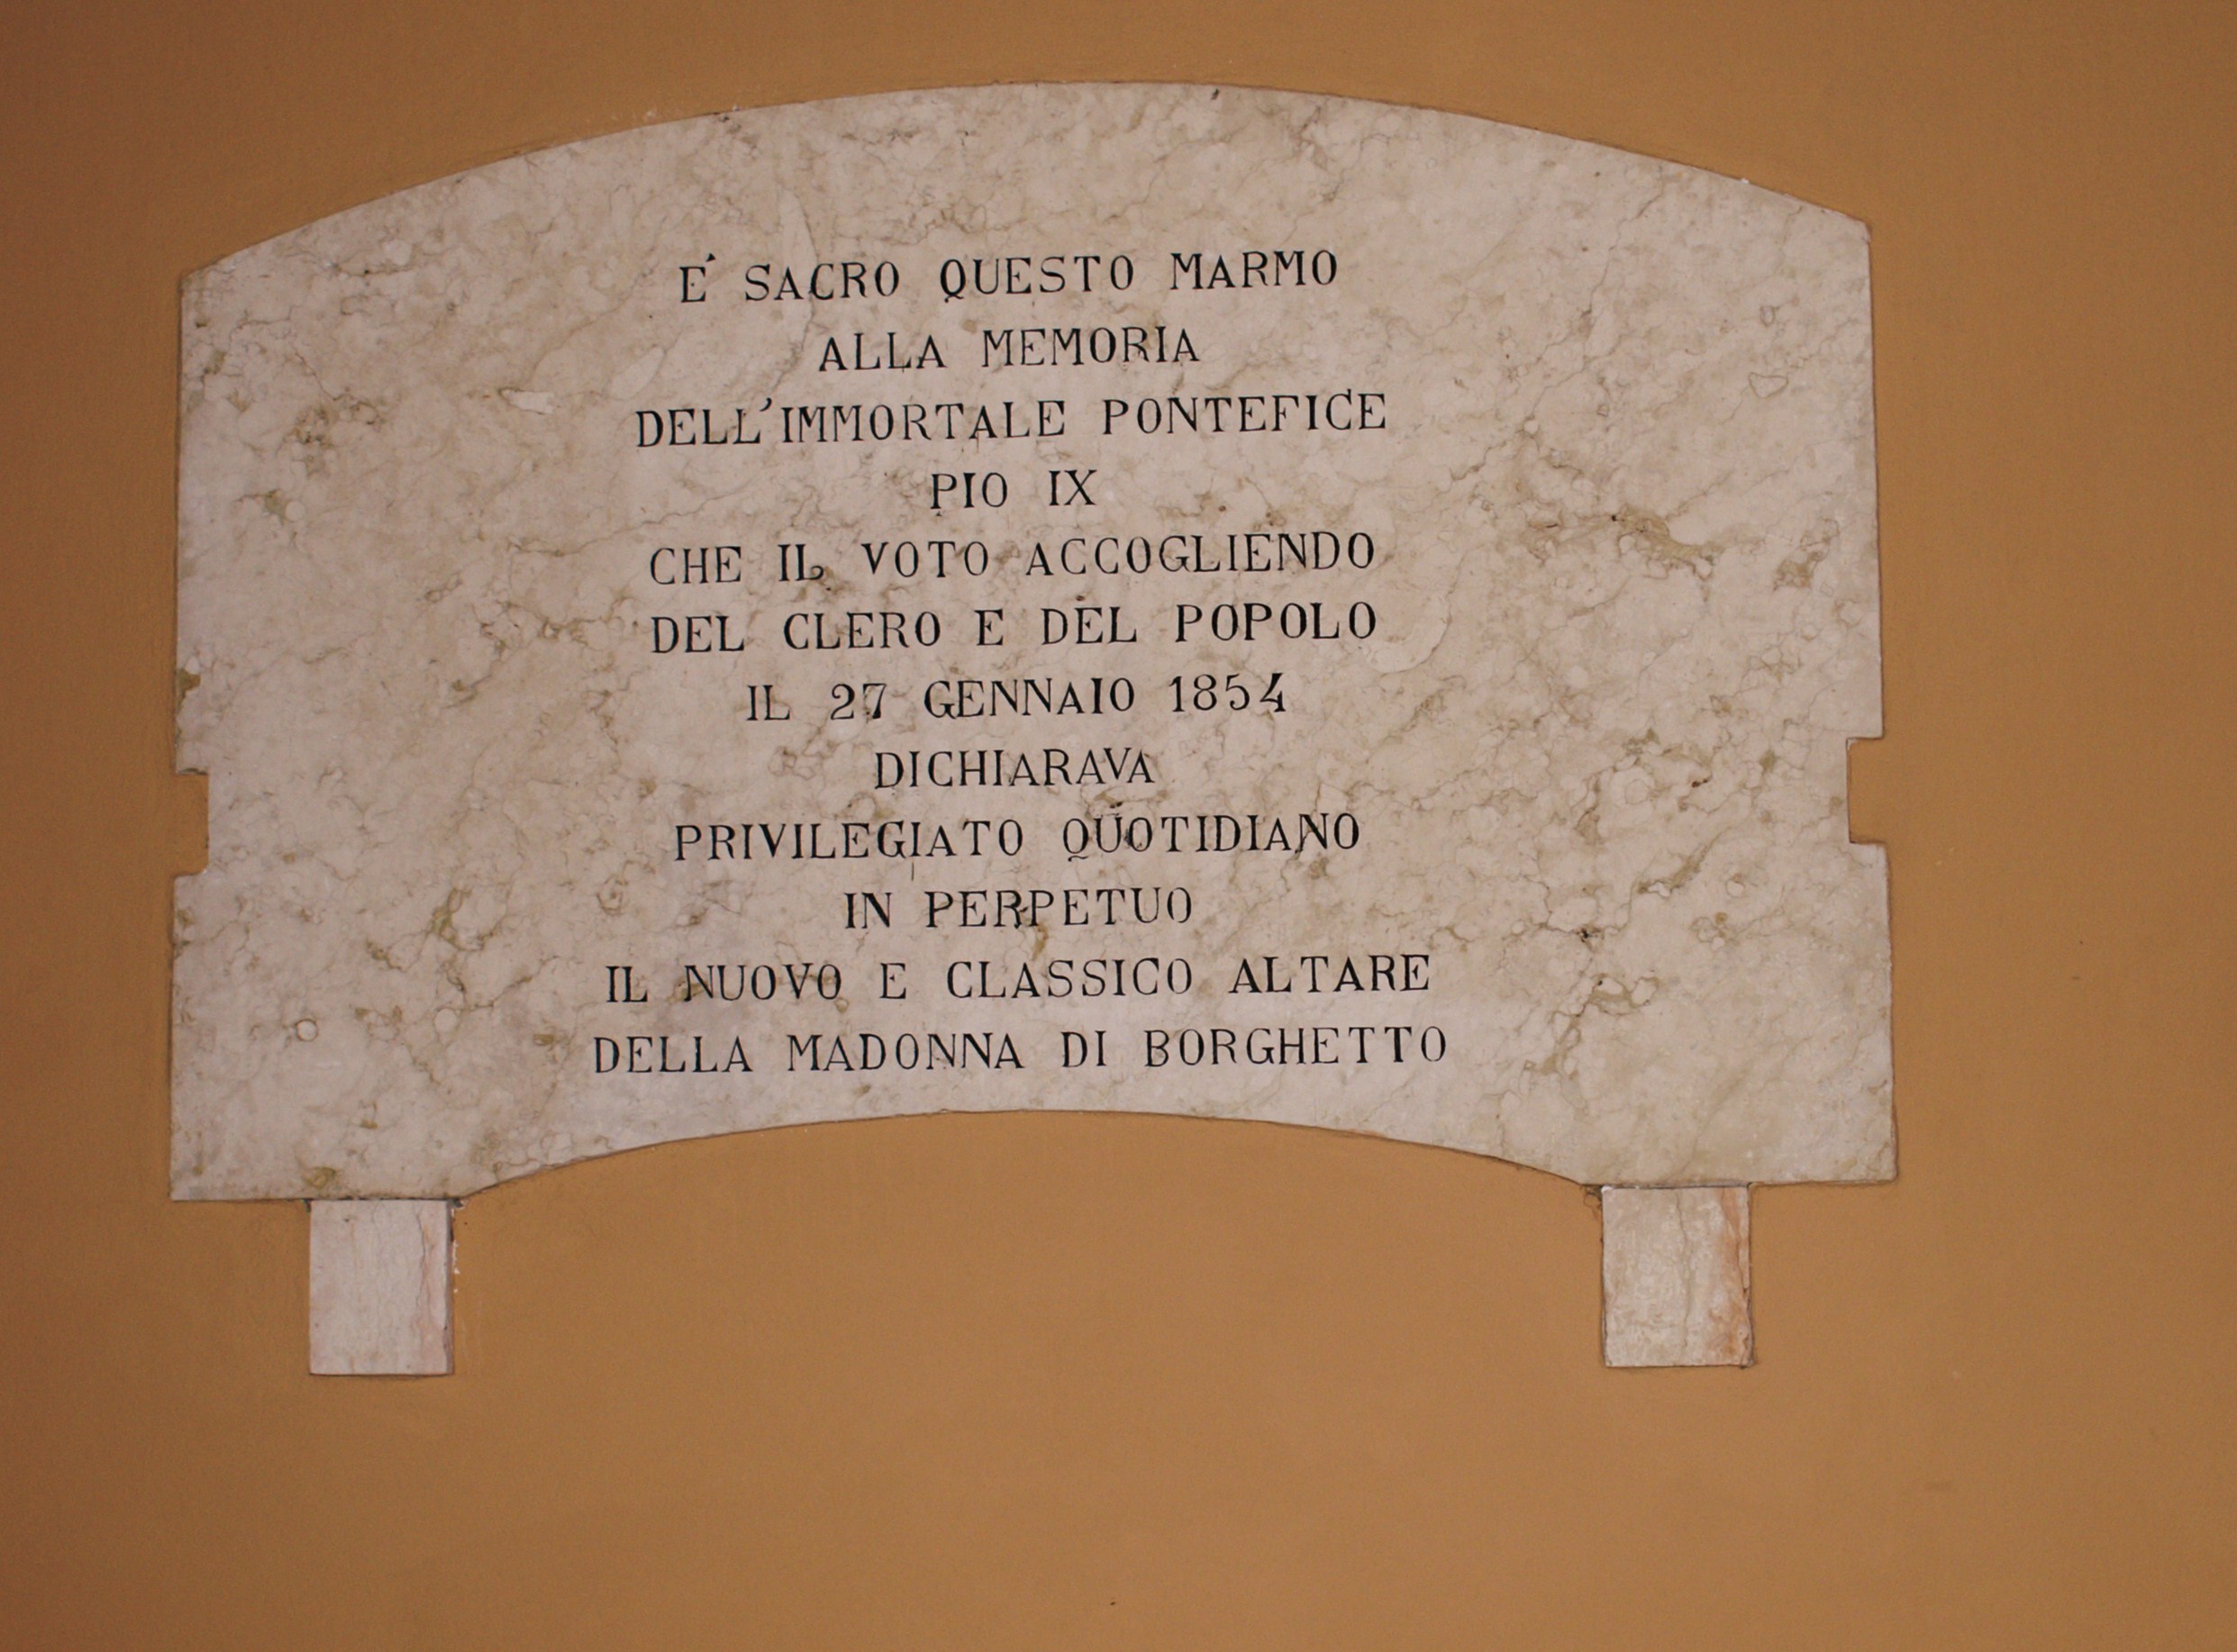 E' SACRO QUESTO MARMO
ALLA MEMORIA
DELL'IMMORTALE PONTEFICE
PIO IX
CHE IL VOTO ACCOGLIENDO
DEL CLERO E DEL POPOLO
IL 27 GENNAIO 1854
DICHIARAVA
PRIVILEGIATO QUOTIDIANO
IN PERPETUO
IL NUOVO E CLASSICO ALTARE
DELLA MADONNA DI BORGHETTO